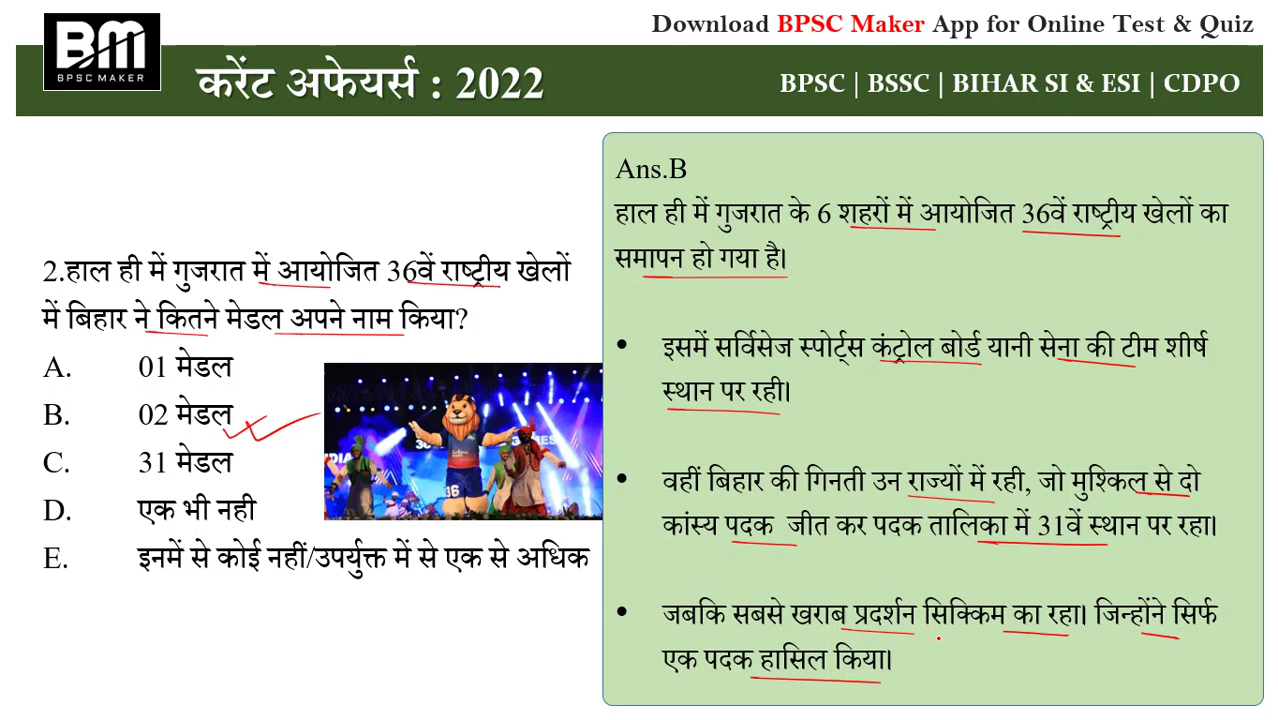 Download BPSC Maker App for Online Test & Quiz
BM
BPSC MAKER
करेंट अफेयर्स : 2022
BPSC | BSSC | BIHAR SI & ESI | CDPO
2.हाल ही में गुजरात में आयोजित 36वें राष्ट्रीय खेलों
में बिहार ने कितने मेडल अपने नाम किया?
A. 01 मेडल
B. 02 मेडल
C. 31 मेडल
D. एक भी नही
E. इनमें से कोई नहीं/उपर्युक्त में से एक से अधिक
36
Ans.B
हाल ही में गुजरात के 6 शहरों में आयोजित 36वें राष्ट्रीय खेलों का
समापन हो गया है।
• इसमें सर्विसेज स्पोर्ट्स कंट्रोल बोर्ड यानी सेना की टीम शीर्ष
स्थान पर रही।
• वहीं बिहार की गिनती उन राज्यों में रही, जो मुश्किल से दो
कांस्य पदक जीत कर पदक तालिका में 31वें स्थान पर रहा।
• जबकि सबसे खराब प्रदर्शन सिक्किम का रहा। जिन्होंने सिर्फ
एक पदक हासिल किया।